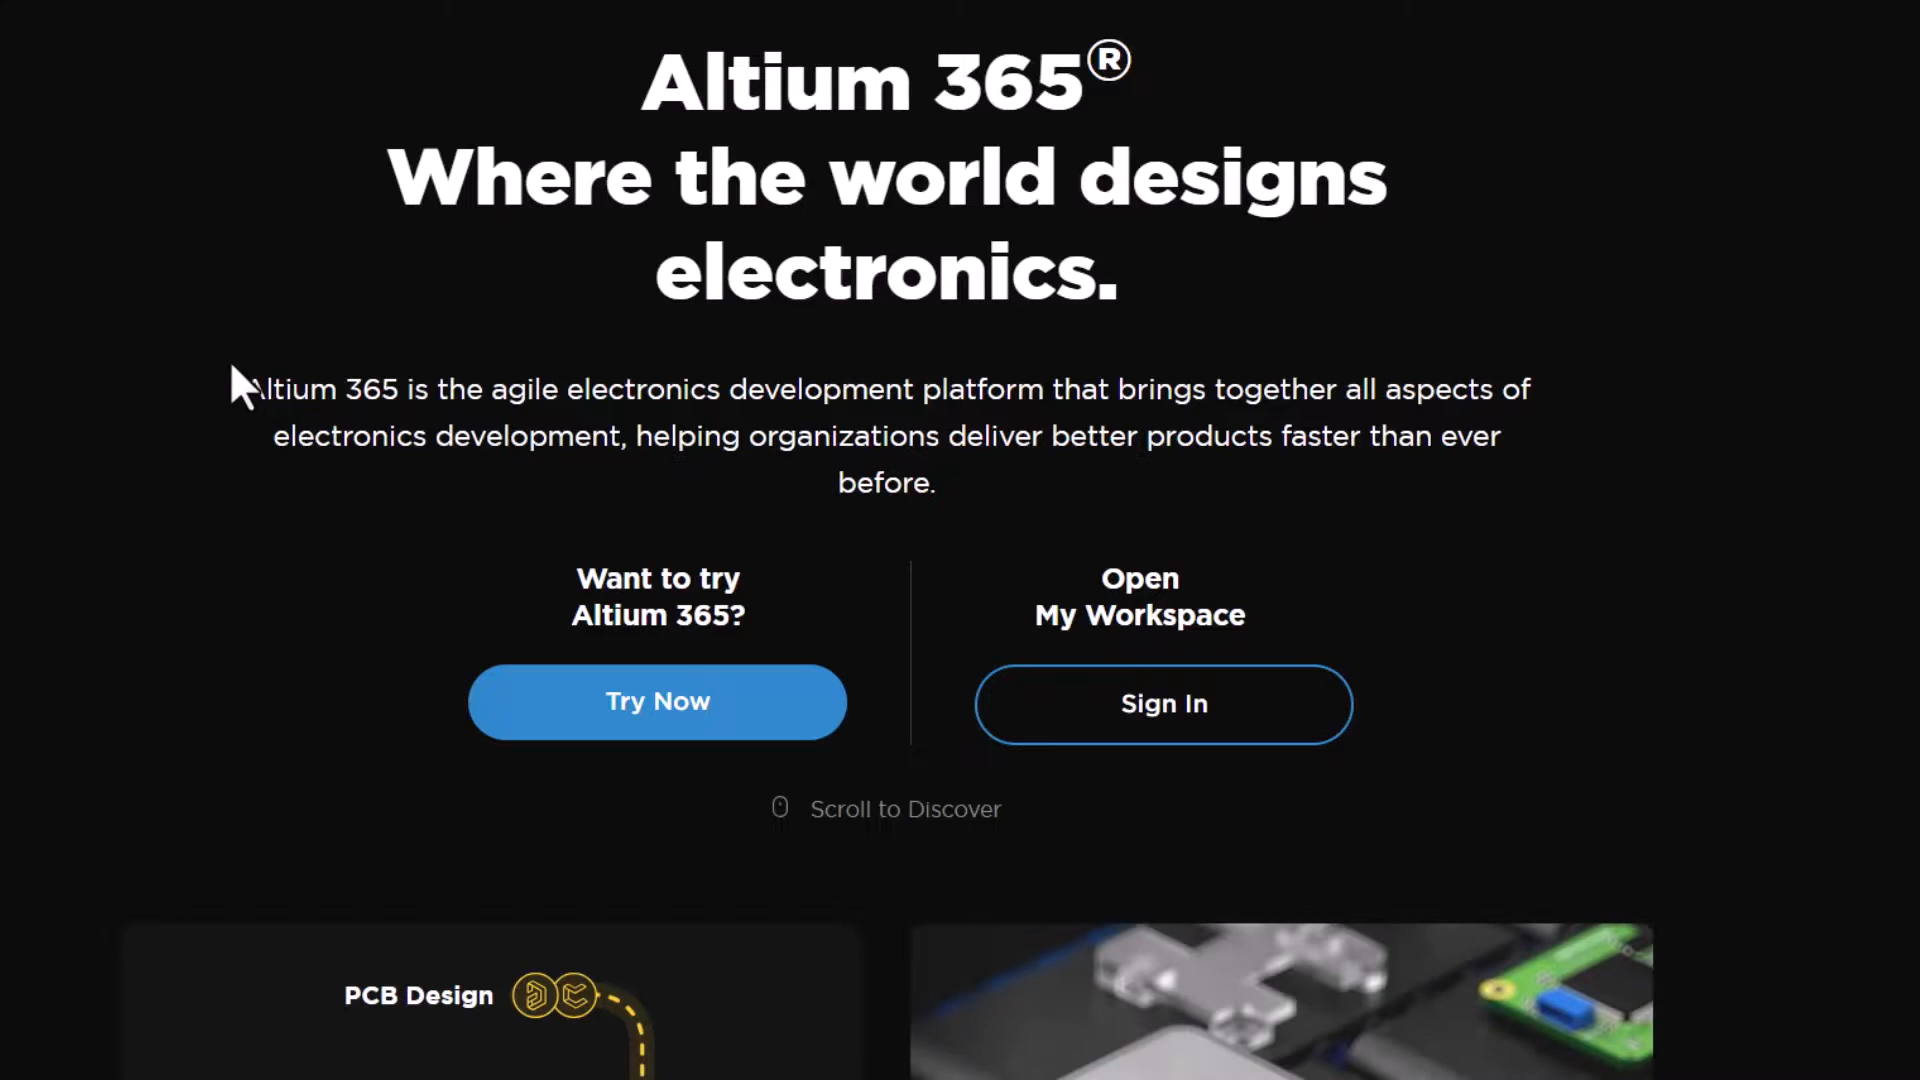 Altium 365®
Where the world designs
electronics.
Altium 365 is the agile electronics development platform that brings together all aspects of
electronics development, helping organizations deliver better products faster than ever
before.
Want to try
Altium 365?
Open
My Workspace
Try Now
Sign In
Scroll to Discover
PCB Design